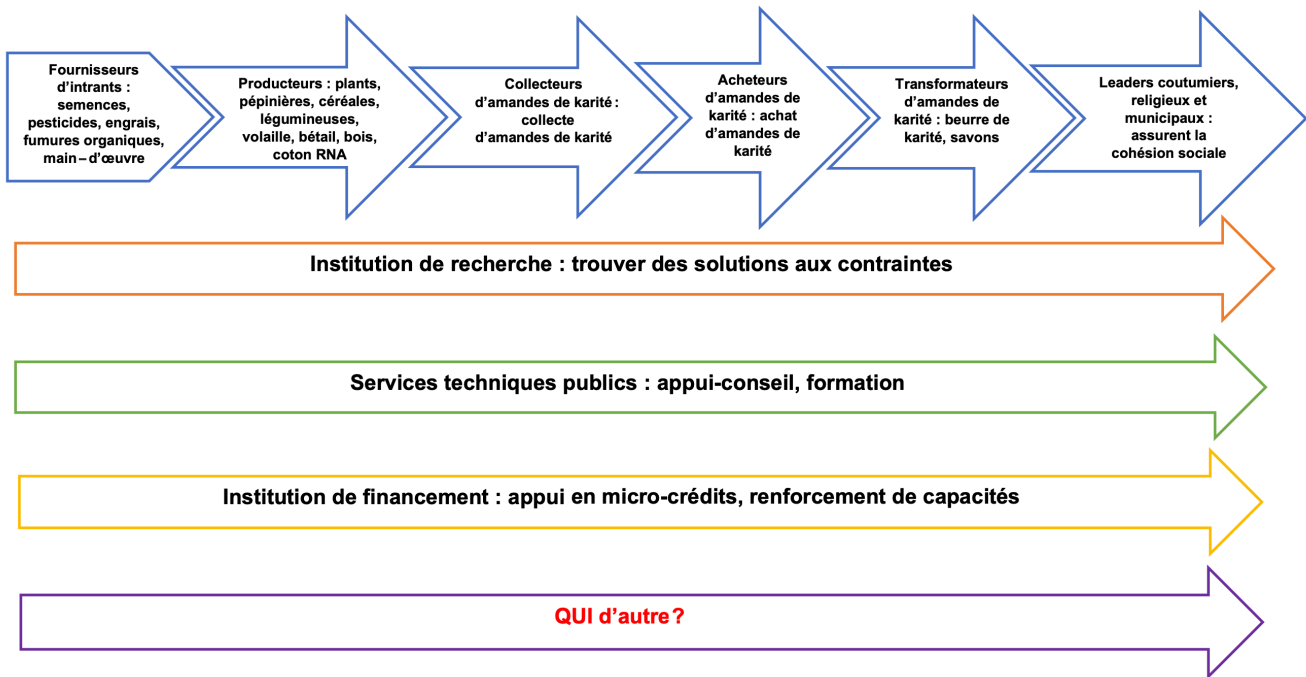 Fournisseurs
d’intrants :
semences,
pesticides, engrais,
fumures organiques,
main–d’œuvre
Producteurs : plants,
pépinières, céréales,
légumineuses,
volaille, bétail, bois,
coton RNA
Collecteurs
d’amandes de karité :
collecte
d’amandes de karité
Acheteurs
d’amandes de
karité : achat
d’amandes de
karité
Transformateurs
d’amandes de
karité : beurre de
karité, savons
Leaders coutumiers,
religieux et
municipaux :
assurent la
cohésion sociale
Institution de recherche : trouver des solutions aux contraintes
Services techniques publics : appui-conseil, formation
Institution de financement : appui en micro-crédits, renforcement de capacités
QUI d’autre ?